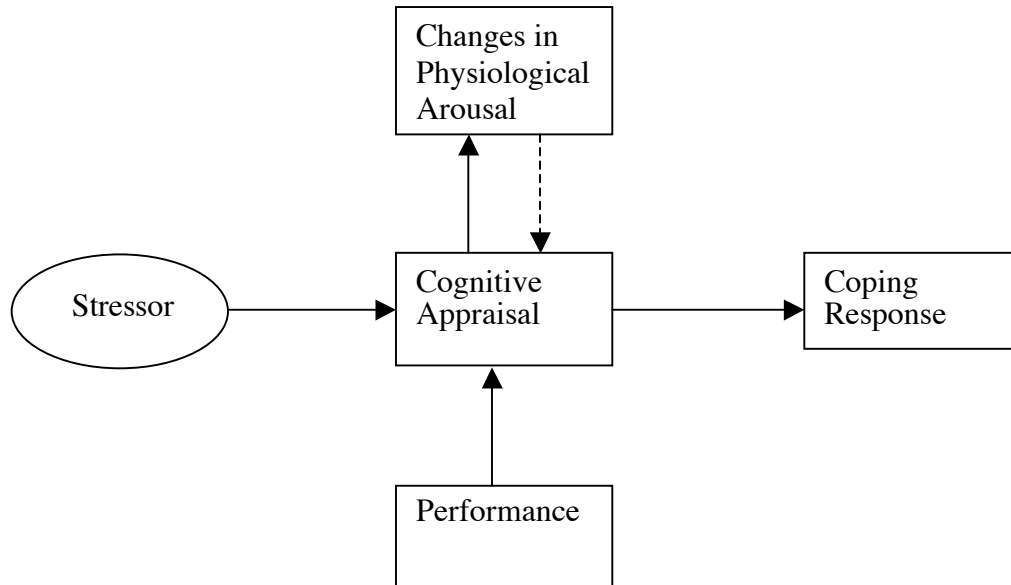 Changes in
Physiological
Arousal
Stressor
Cognitive
Appraisal
Coping
Response
Performance